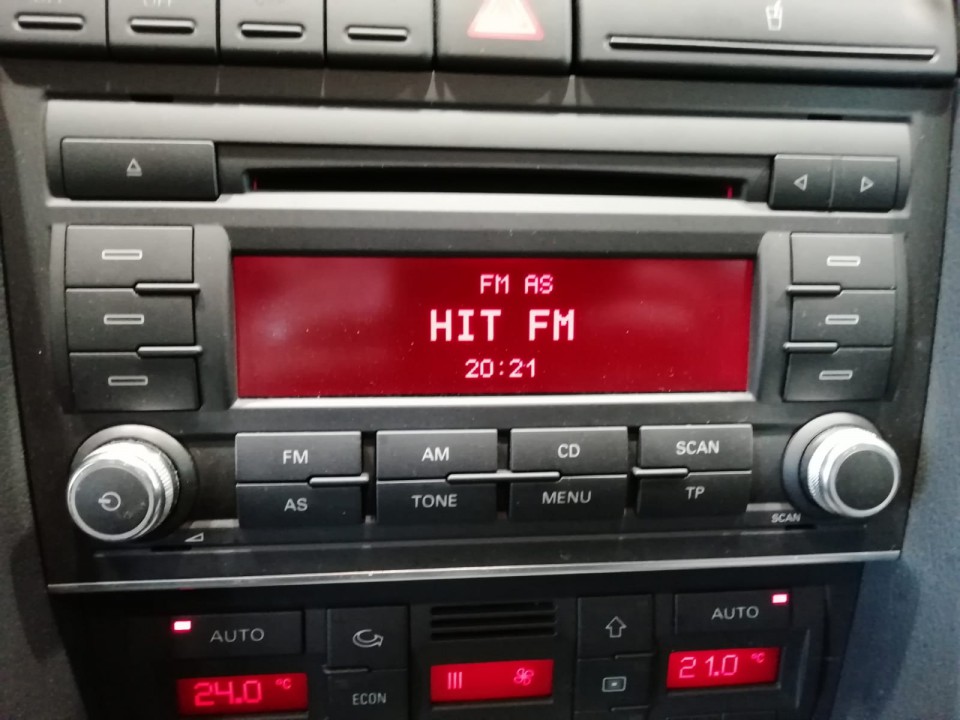 FM AS
HIT FM
20:21
FM AM CD SCAN
AS TONE MENU TP
SCAN
AUTO AUTO
24.0 °C 21.0 °C
ECON